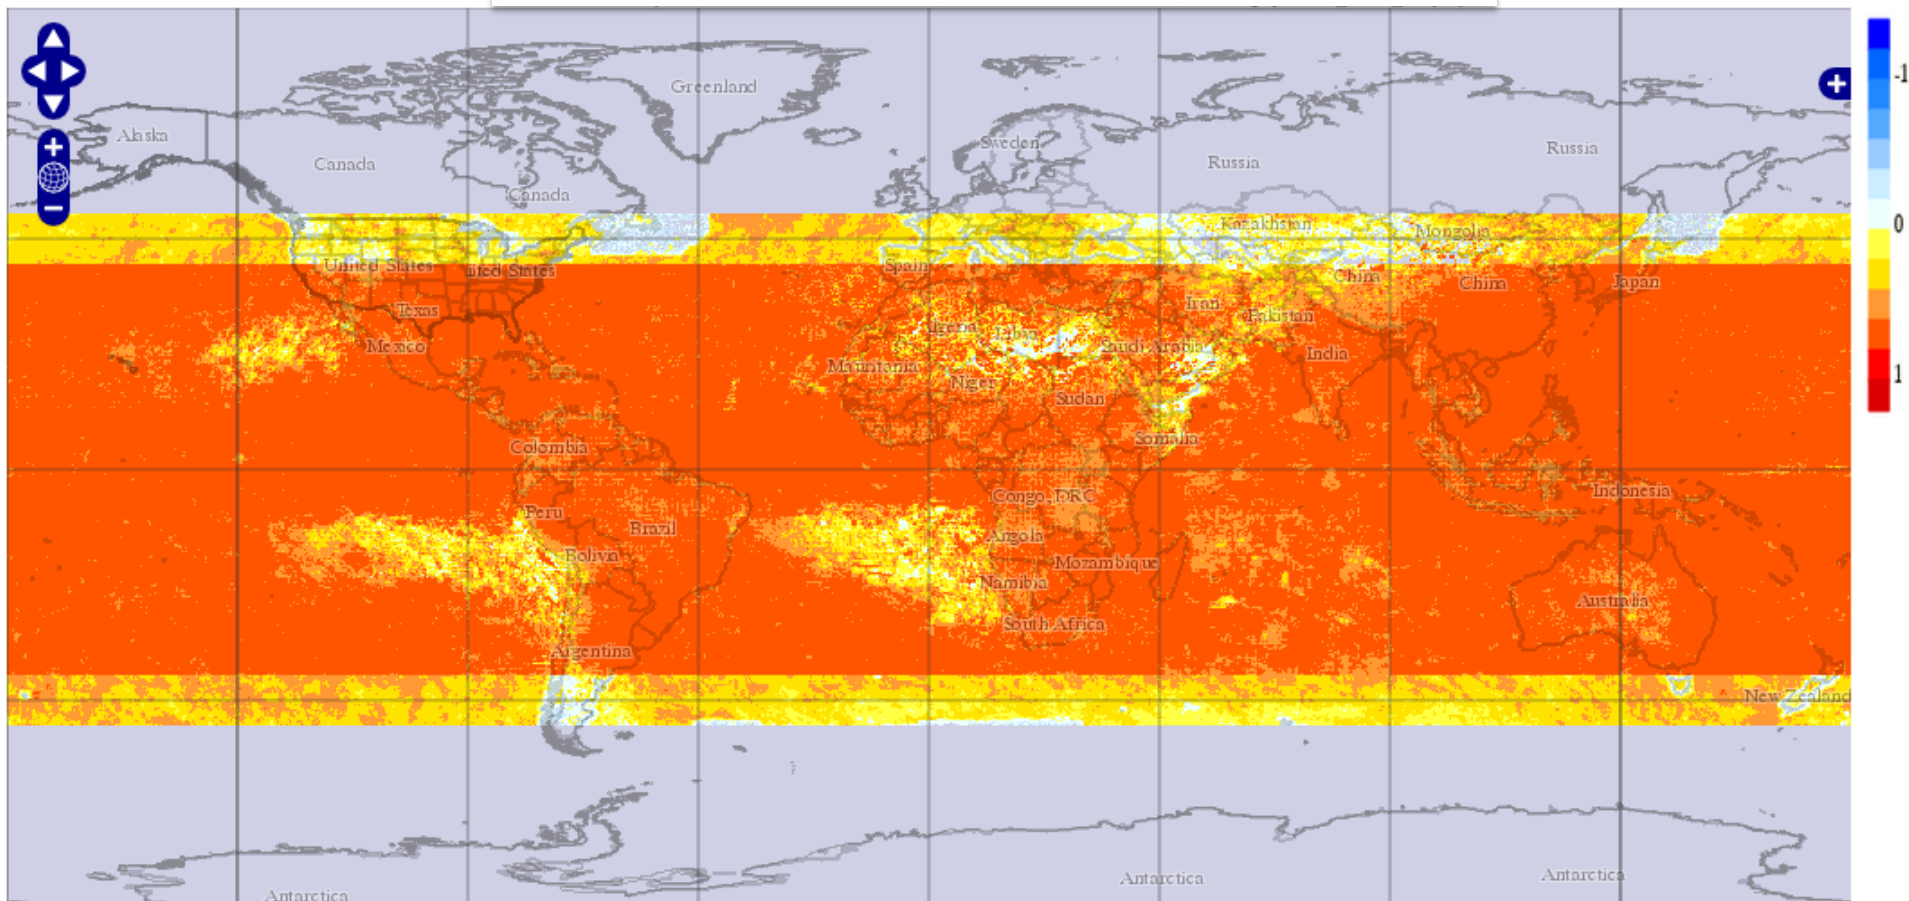 Greenland
-1
Alaska
Sweden
Russia
Canada
Russia
Canada
0
Kazakhstan
Mongolia
United States
United States
Spain
China
China
Japan
Iran
Texas
Algeria
Pakistan
Libya
Mexico
Saudi Arabia
India
Mauritania
1
Niger
Sudan
Somalia
Colombia
Indonesia
Congo, DRC
Peru
Brazil
Angola
Bolivia
Mozambique
Namibia
Australia
South Africa
Argentina
New Zealand
Antarctica
Antarctica
Antarctica